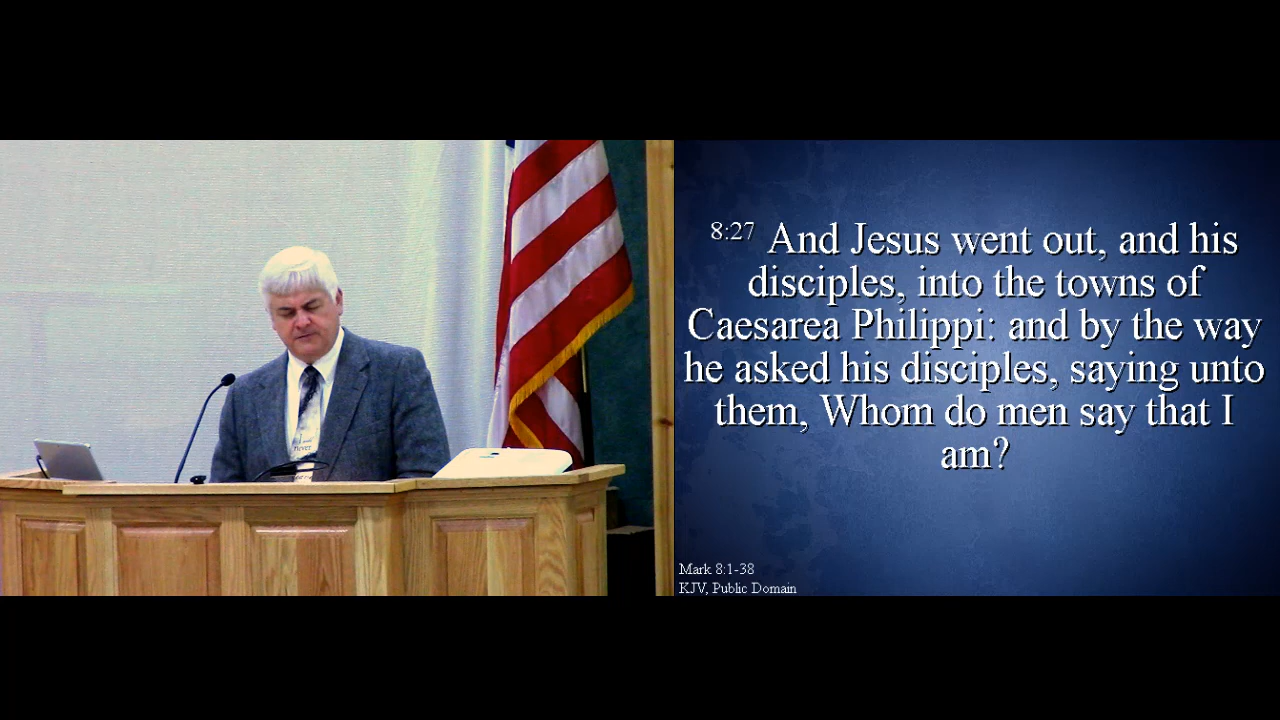 8:27 And Jesus went out, and his
disciples, into the towns of
Caesarea Philippi: and by the way
he asked his disciples, saying unto
them, Whom do men say that I
am?
Mark 8:1-38
KJV, Public Domain